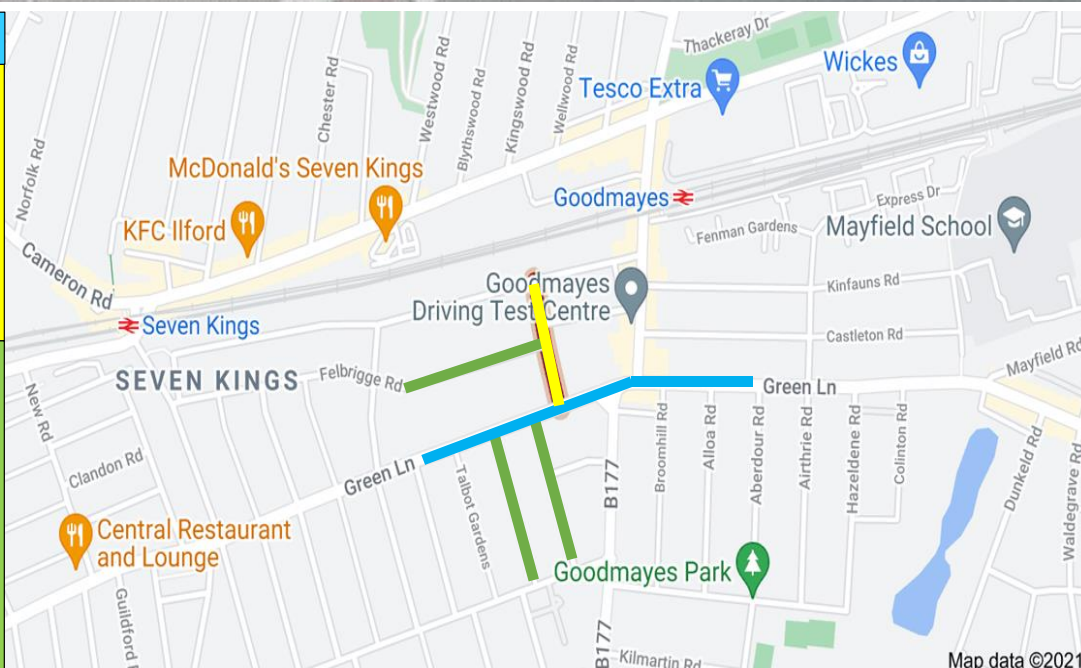 Thackeray Dr
Wickes
Tesco Extra
Norfolk Rd
Chester Rd
Westwood Rd
Blythswood Rd
Kingswood Rd
Wellwood Rd
McDonald's Seven Kings
KFC Ilford
Goodmayes
Express Dr
Mayfield School
Fenman Gardens
Cameron Rd
Goodmayes
Driving Test Centre
Kinfauns Rd
Seven Kings
Castleton Rd
Mayfield Rd
SEVEN KINGS
Felbrigge Rd
Green Ln
New Rd
Clandon Rd
Green Ln
Talbot Gardens
B177
Broomhill Rd
Alloa Rd
Aberdour Rd
Airthrie Rd
Hazeldene Rd
Colinton Rd
Dunkeld Rd
Waldegrave Rd
Central Restaurant
and Lounge
Goodmayes Park
Guildford
B177
Kilmartin Rd
Map data ©2021